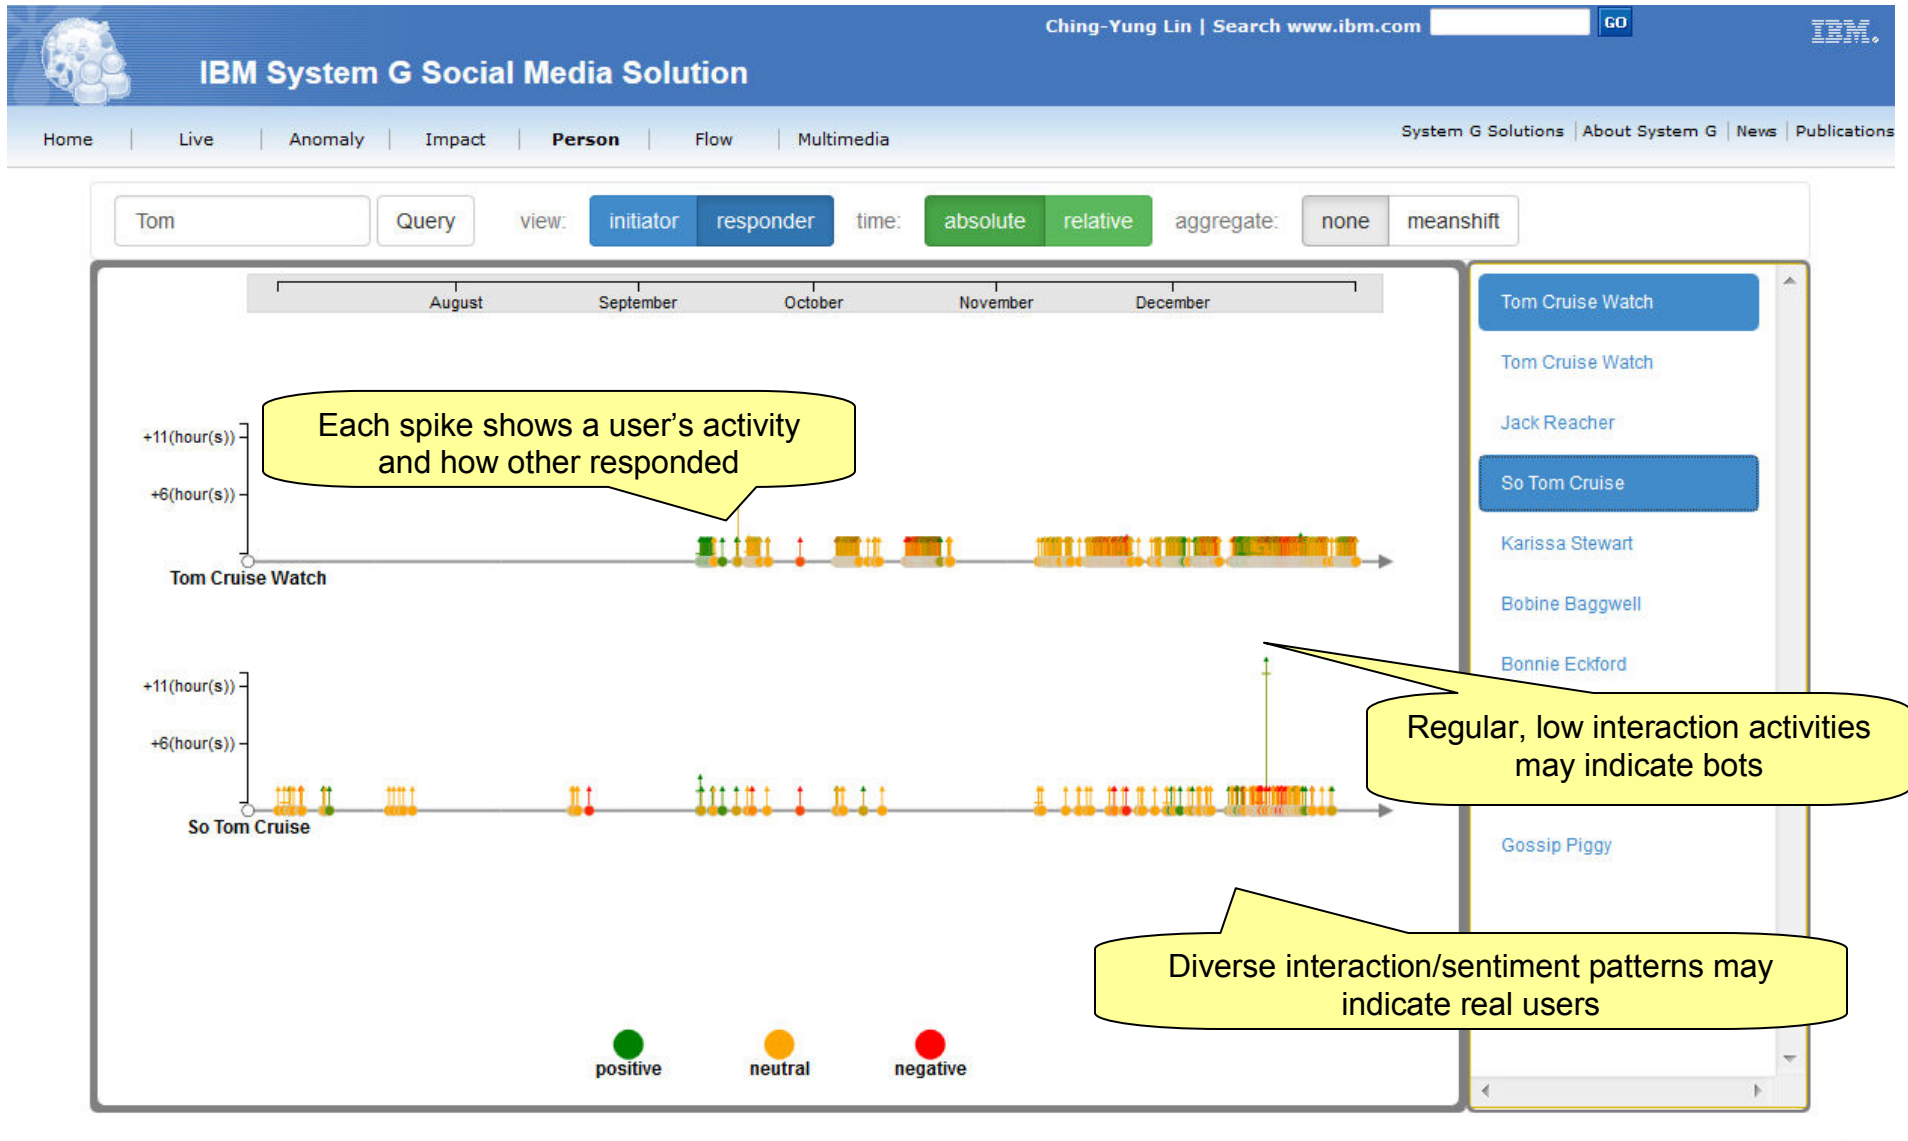 Ching-Yung Lin | Search www.ibm.com GO
IBM.
IBM System G Social Media Solution
Home | Live | Anomaly | Impact | Person | Flow | Multimedia
System G Solutions | About System G | News | Publications
Tom Query view: initiator responder time: absolute relative aggregate: none meanshift
August September October November December
Each spike shows a user’s activity
and how other responded
+11(hour(s))
+6(hour(s))
Tom Cruise Watch
+11(hour(s))
+6(hour(s))
So Tom Cruise
positive neutral negative
Tom Cruise Watch
Tom Cruise Watch
Jack Reacher
So Tom Cruise
Karissa Stewart
Bobine Baggwell
Bonnie Eckford
Regular, low interaction activities
may indicate bots
Gossip Piggy
Diverse interaction/sentiment patterns may
indicate real users